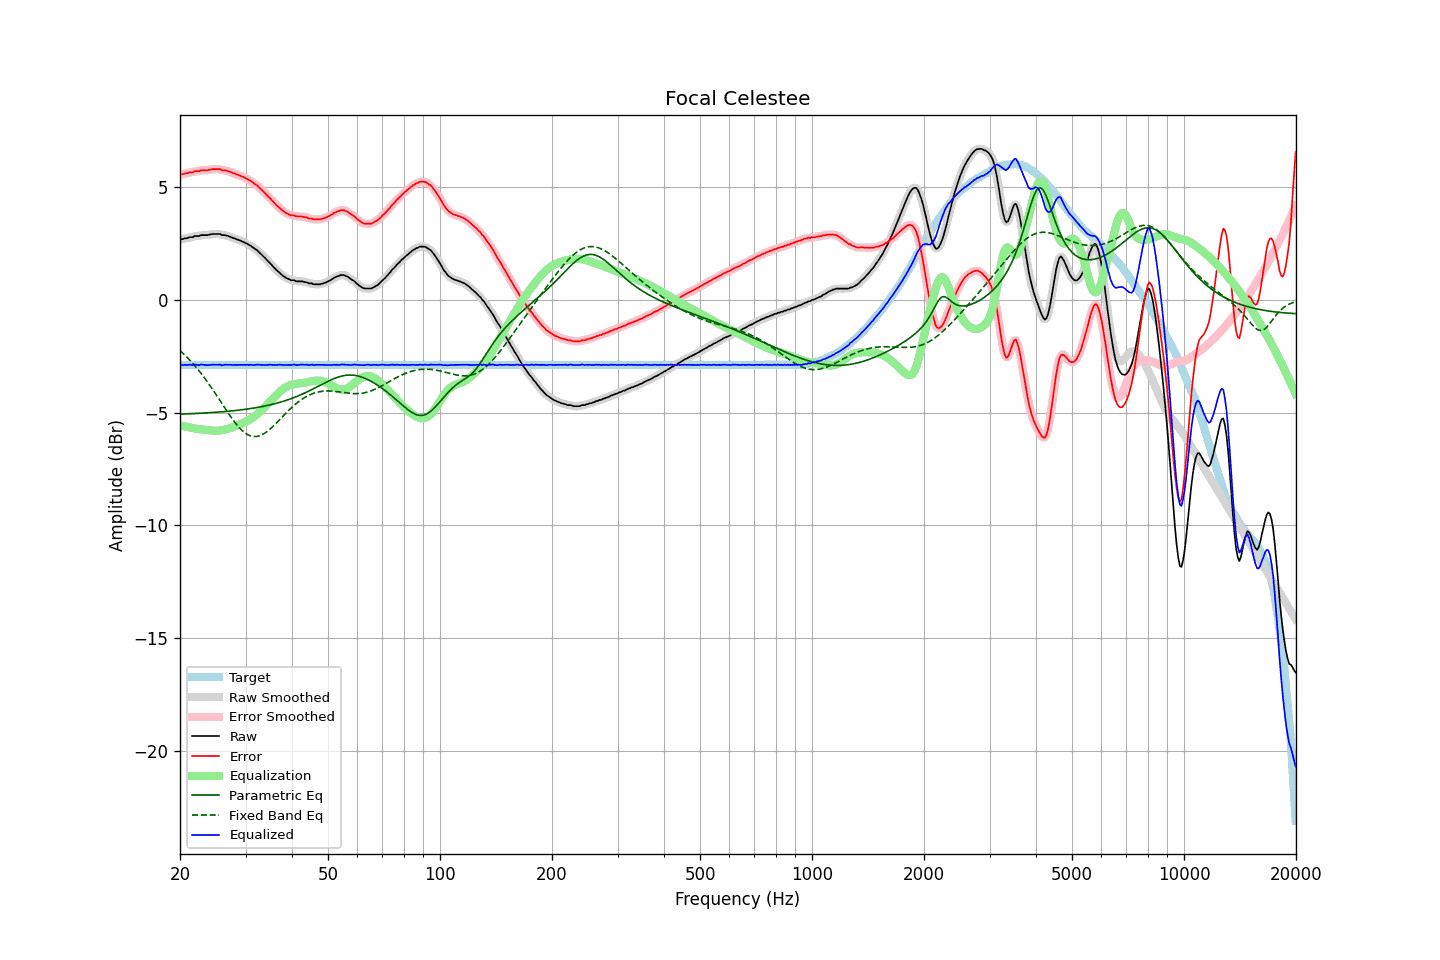 Focal Celestee
Amplitude (dBr)
5
0
−5
−10
−15
−20
Target
Raw Smoothed
Error Smoothed
Raw
Error
Equalization
Parametric Eq
Fixed Band Eq
Equalized
20 50 100 200 500 1000 2000 5000 10000 20000
Frequency (Hz)